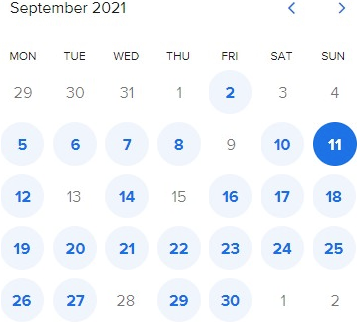 September 2021
MON TUE WED THU FRI SAT SUN
29 30 31 1 2 3 4
5 6 7 8 9 10 11
12 13 14 15 16 17 18
19 20 21 22 23 24 25
26 27 28 29 30 1 2